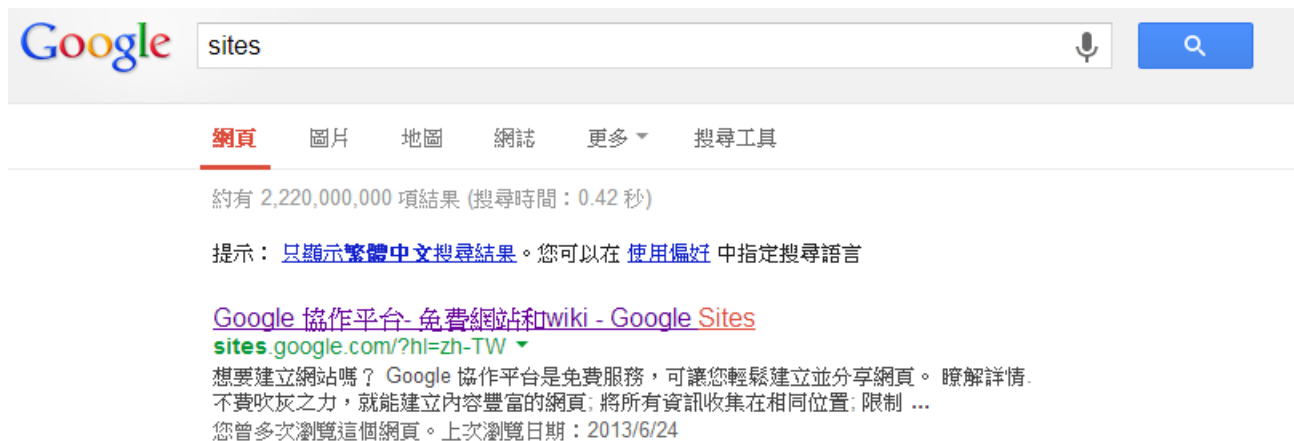 Google sites
網頁 圖片 地圖 網誌 更多 搜尋工具
約有 2,220,000,000 項結果 (搜尋時間:0.42 秒)
提示: 只顯示繁體中文搜尋結果。您可以在 使用偏好 中指定搜尋語言
Google 協作平台- 免費網站和wiki - Google Sites
sites.google.com/?hl=zh-TW
想要建立網站嗎? Google 協作平台是免費服務,可讓您輕鬆建立並分享網頁。 瞭解詳情.
不費吹灰之力,就能建立內容豐富的網頁; 將所有資訊收集在相同位置; 限制 ...
您曾多次瀏覽這個網頁。上次瀏覽日期:2013/6/24